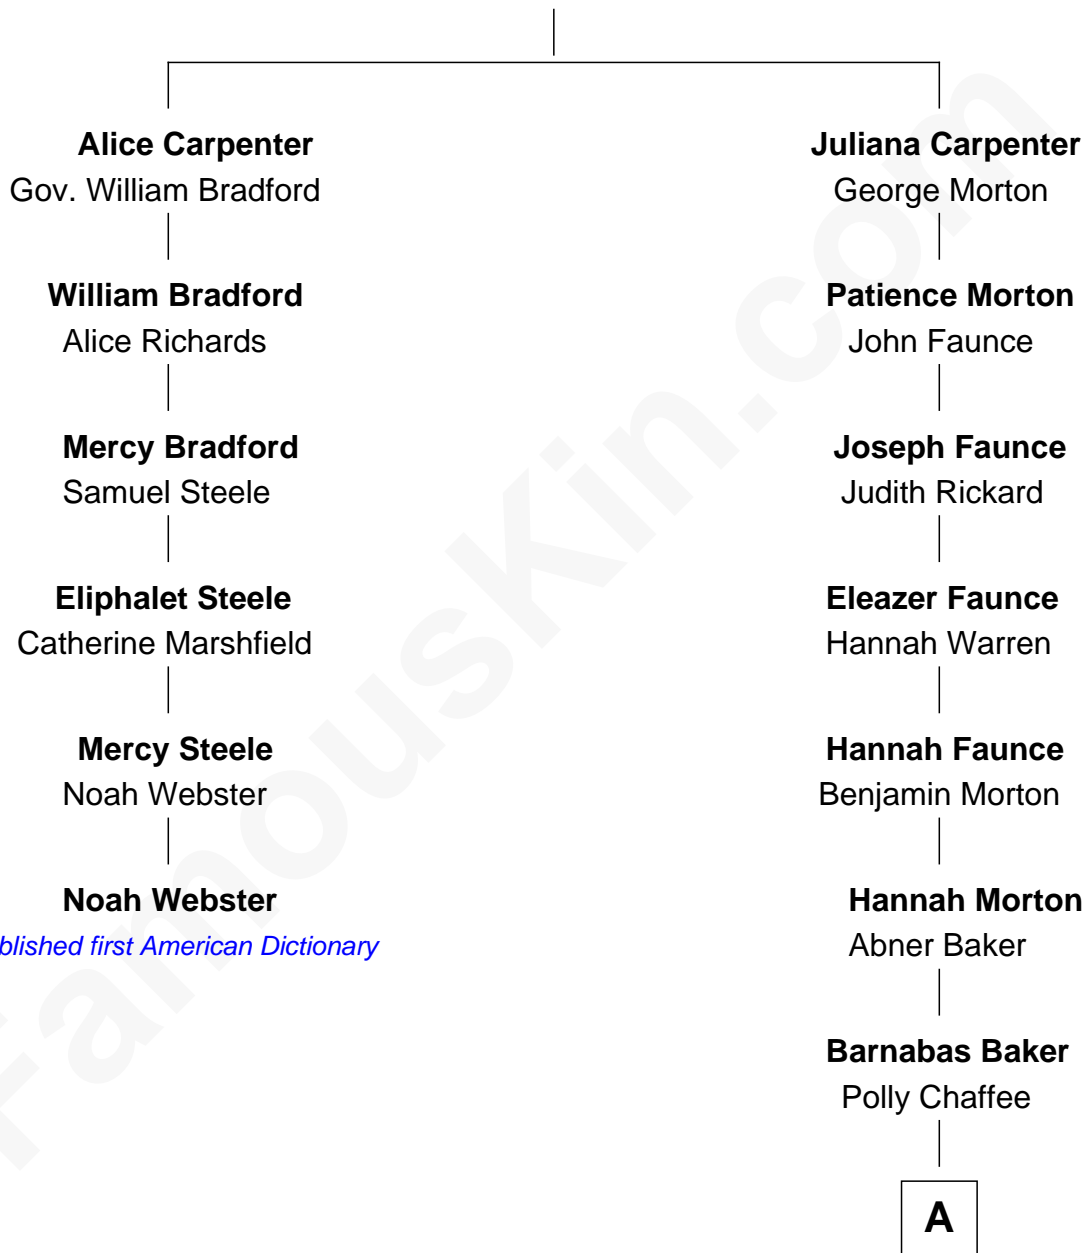 Alice Carpenter
Gov. William Bradford
William Bradford
Alice Richards
Mercy Bradford
Samuel Steele
Eliphalet Steele
Catherine Marshfield
Mercy Steele
Noah Webster
Noah Webster
blished first American Dictionary
Juliana Carpenter
George Morton
Patience Morton
John Faunce
Joseph Faunce
Judith Rickard
Eleazer Faunce
Hannah Warren
Hannah Faunce
Benjamin Morton
Hannah Morton
Abner Baker
Barnabas Baker
Polly Chaffee
A
FamousKin.com